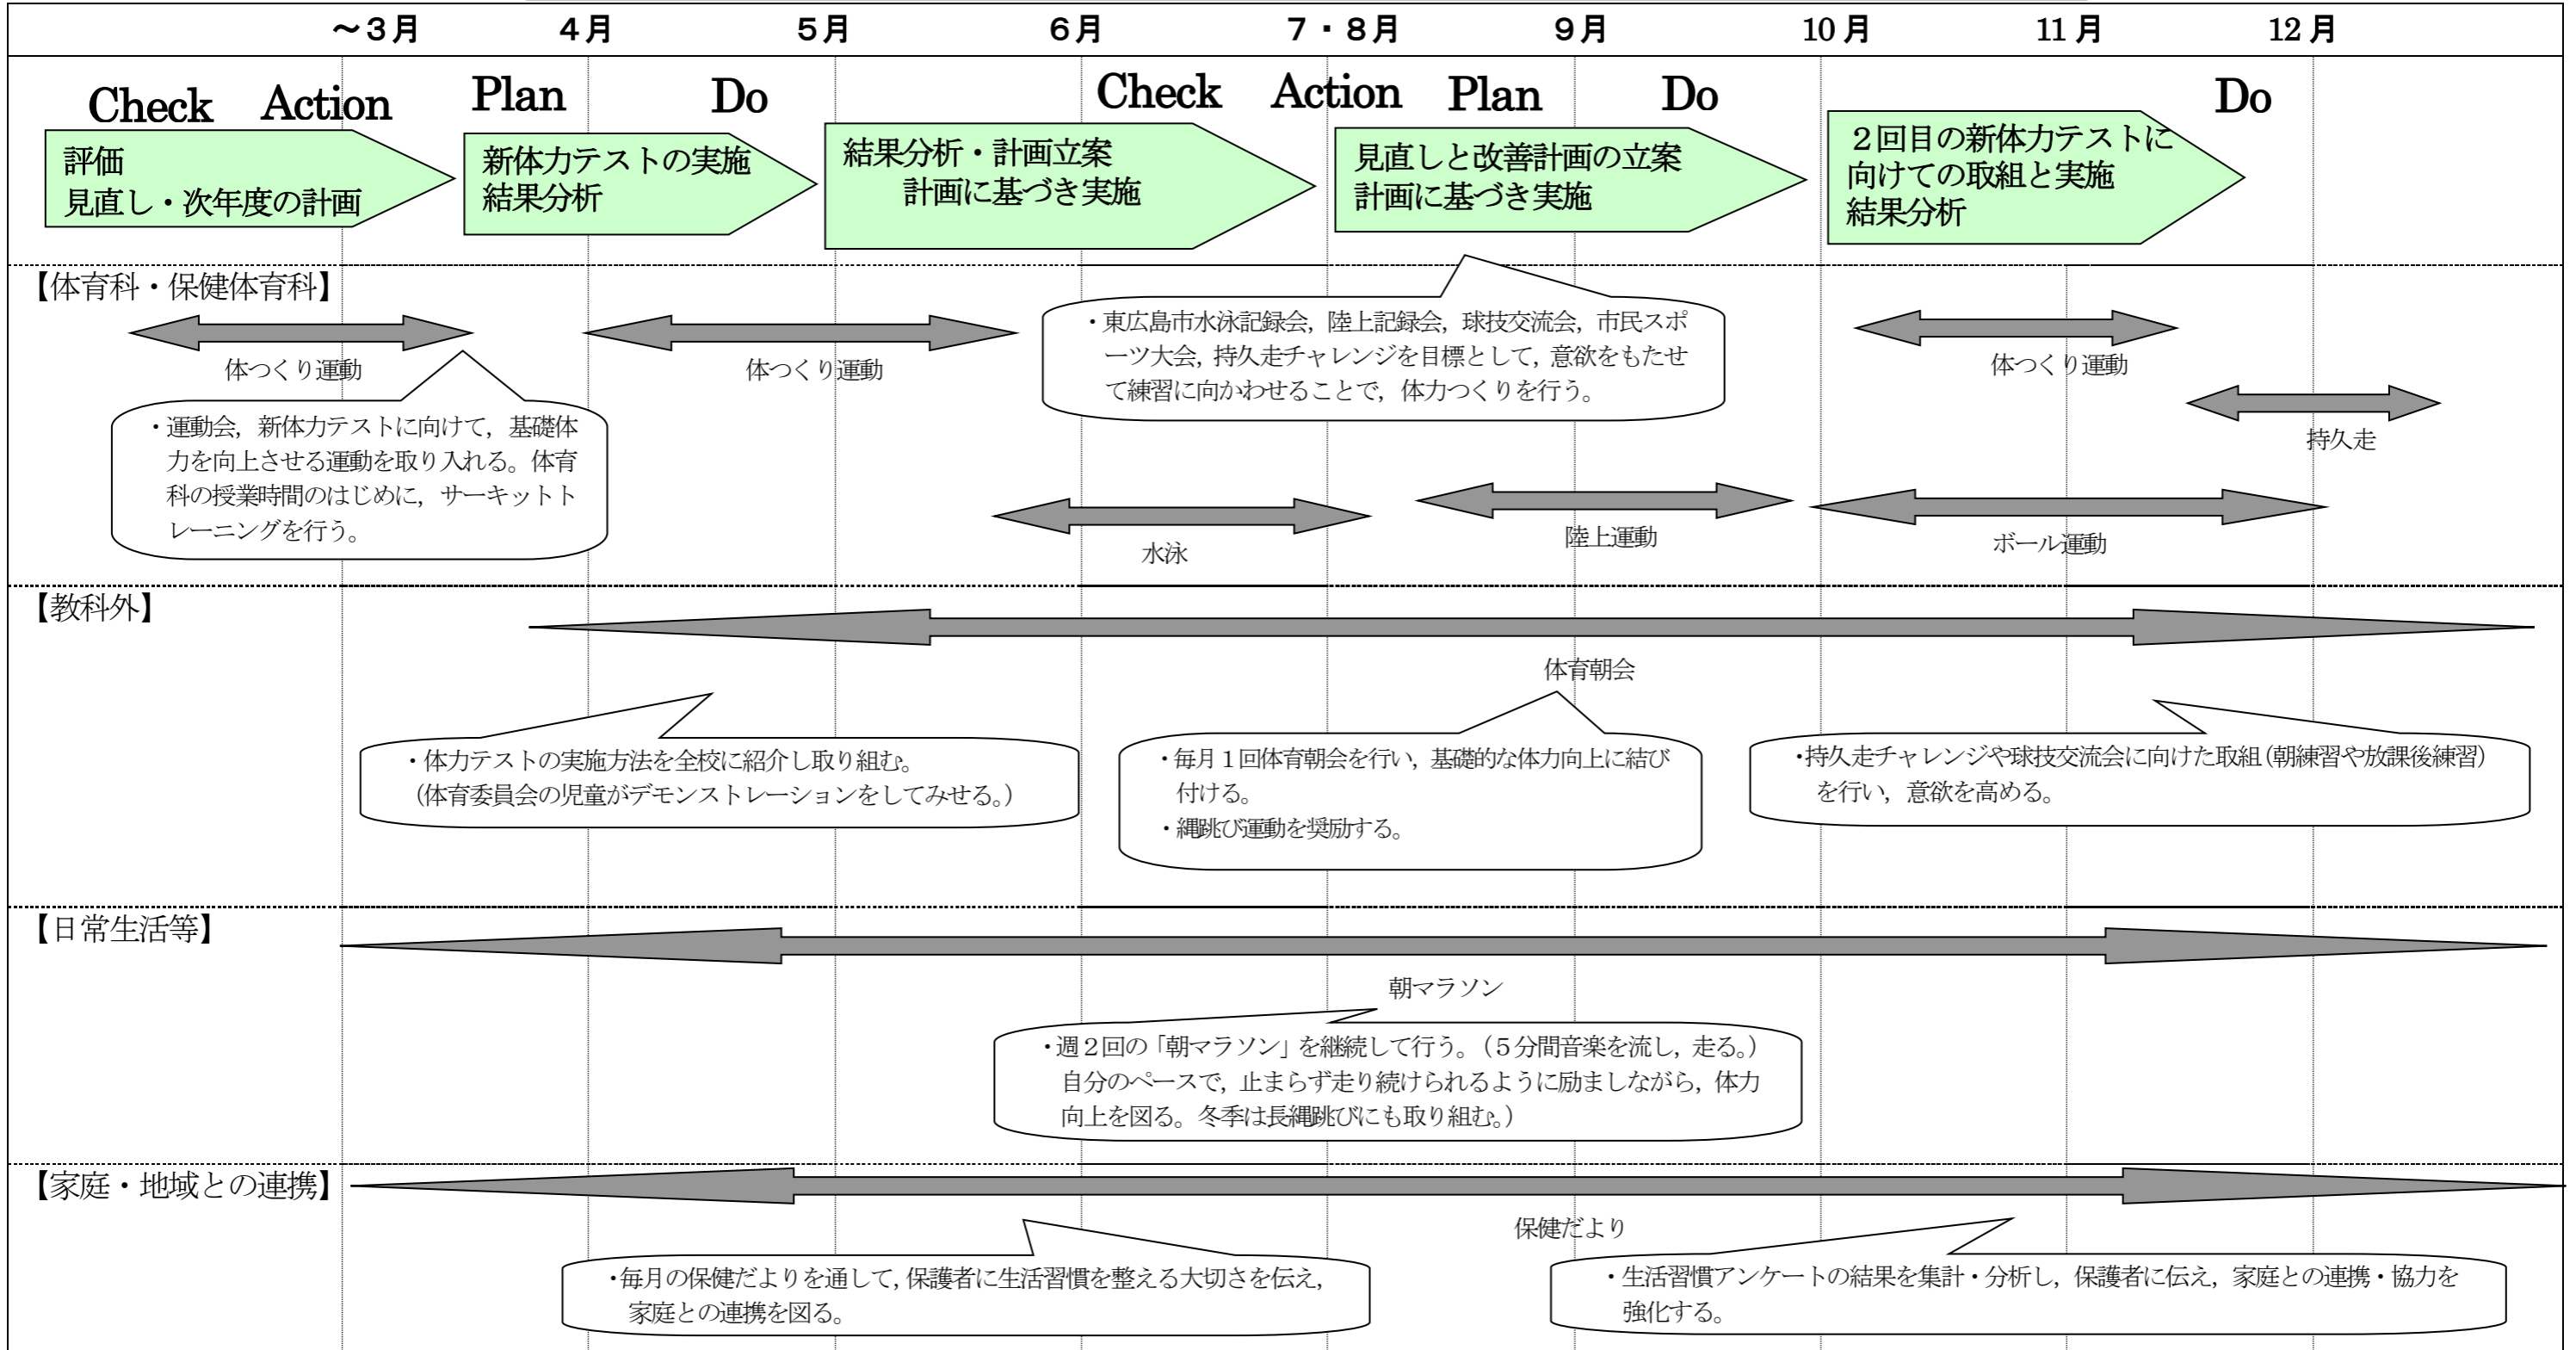 ～３月 ４月 ５月 ６月 ７・８月 ９月 10 月 11 月 12 月
Check Action Plan Do Check Action Plan Do Do
評価
見直し・次年度の計画
新体力テストの実施
結果分析
結果分析・計画立案
計画に基づき実施
見直しと改善計画の立案
計画に基づき実施
２回目の新体力テストに
向けての取組と実施
結果分析
【体育科・保健体育科】
体つくり運動
・運動会，新体力テストに向けて，基礎体
力を向上させる運動を取り入れる。体育
科の授業時間のはじめに，サーキットト
レーニングを行う。
体つくり運動
・東広島市水泳記録会，陸上記録会，球技交流会，市民スポ
ーツ大会，持久走チャレンジを目標として，意欲をもたせ
て練習に向かわせることで，体力つくりを行う。
体つくり運動
持久走
水泳
陸上運動
ボール運動
【教科外】
体育朝会
・体力テストの実施方法を全校に紹介し取り組む。
（体育委員会の児童がデモンストレーションをしてみせる。）
・毎月１回体育朝会を行い，基礎的な体力向上に結び
付ける。
・縄跳び運動を奨励する。
・持久走チャレンジや球技交流会に向けた取組（朝練習や放課後練習）
を行い，意欲を高める。
【日常生活等】
朝マラソン
・週２回の「朝マラソン」を継続して行う。（５分間音楽を流し，走る。）
自分のペースで，止まらず走り続けられるように励ましながら，体力
向上を図る。冬季は長縄跳びにも取り組む。）
【家庭・地域との連携】
保健だより
・毎月の保健だよりを通して，保護者に生活習慣を整える大切さを伝え，
家庭との連携を図る。
・生活習慣アンケートの結果を集計・分析し，保護者に伝え，家庭との連携・協力を
強化する。